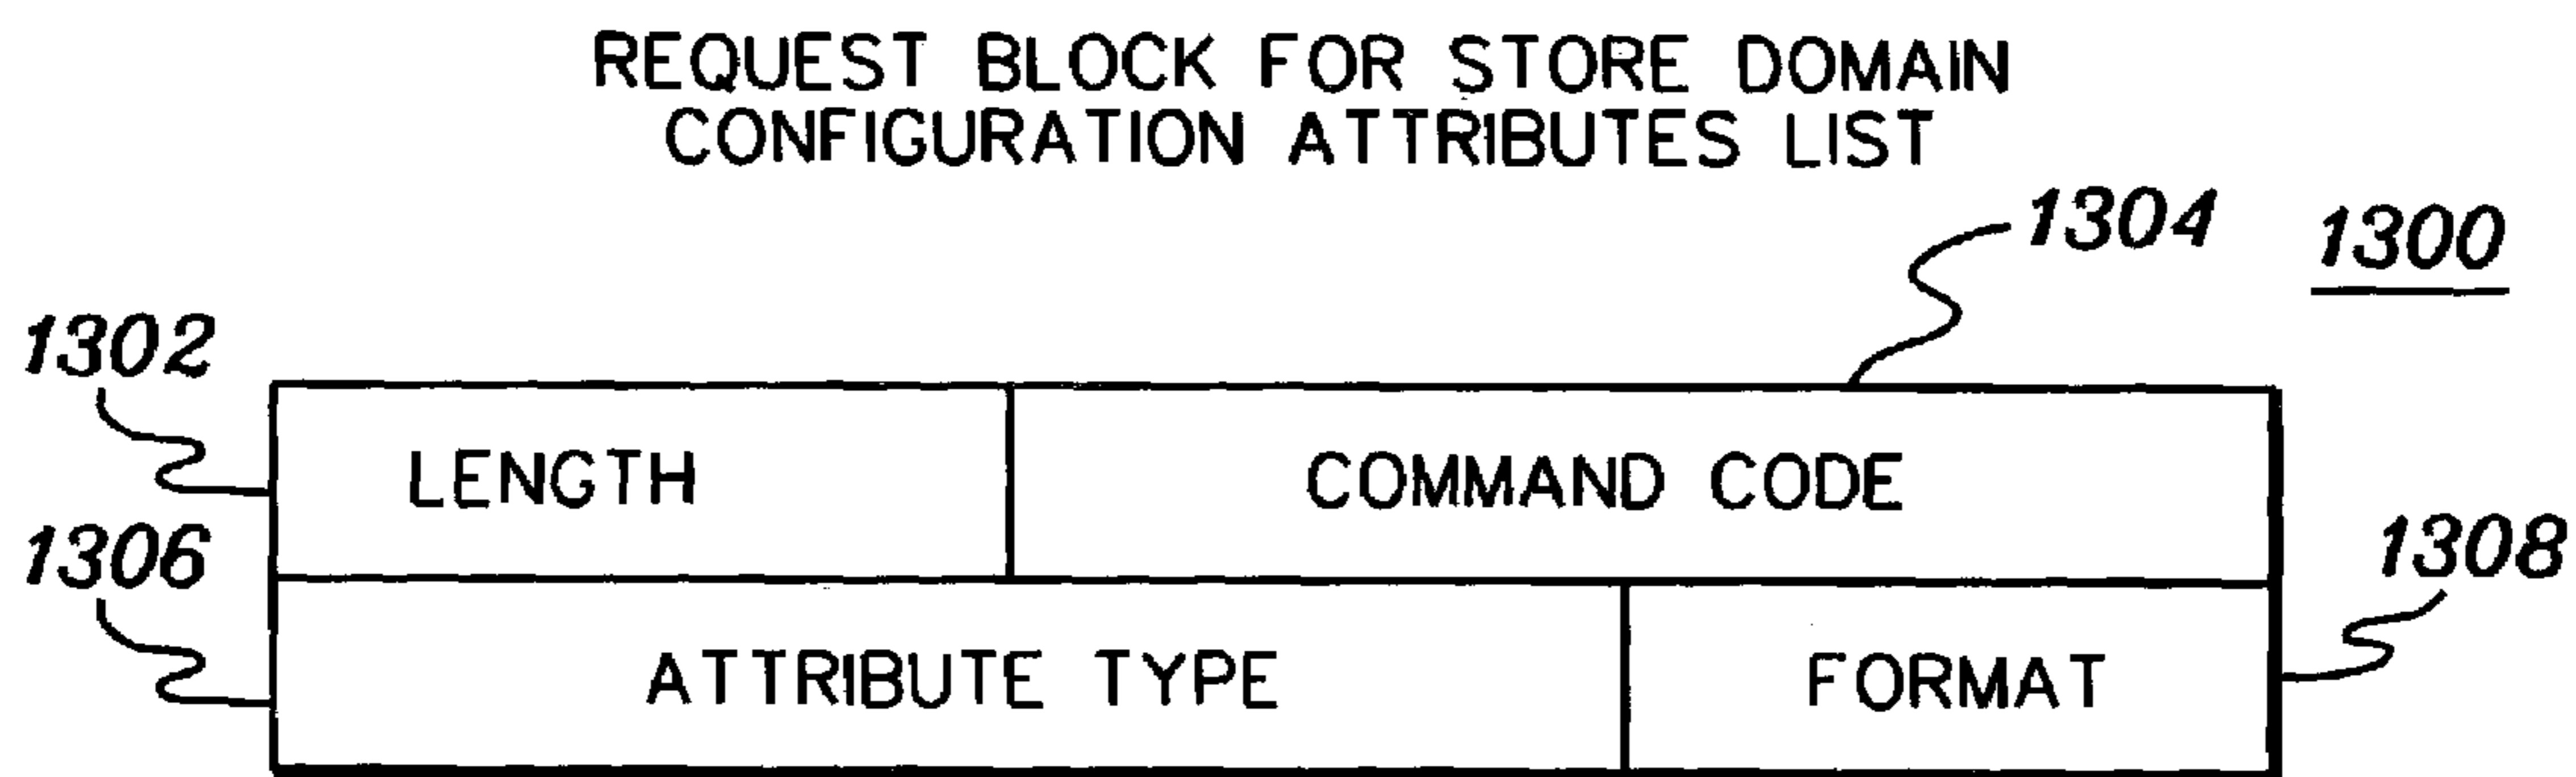 REQUEST BLOCK FOR STORE DOMAIN
CONFIGURATION ATTRIBUTES LIST
1304
1300
1302
LENGTH
COMMAND CODE
1306
1308
ATTRIBUTE TYPE
FORMAT